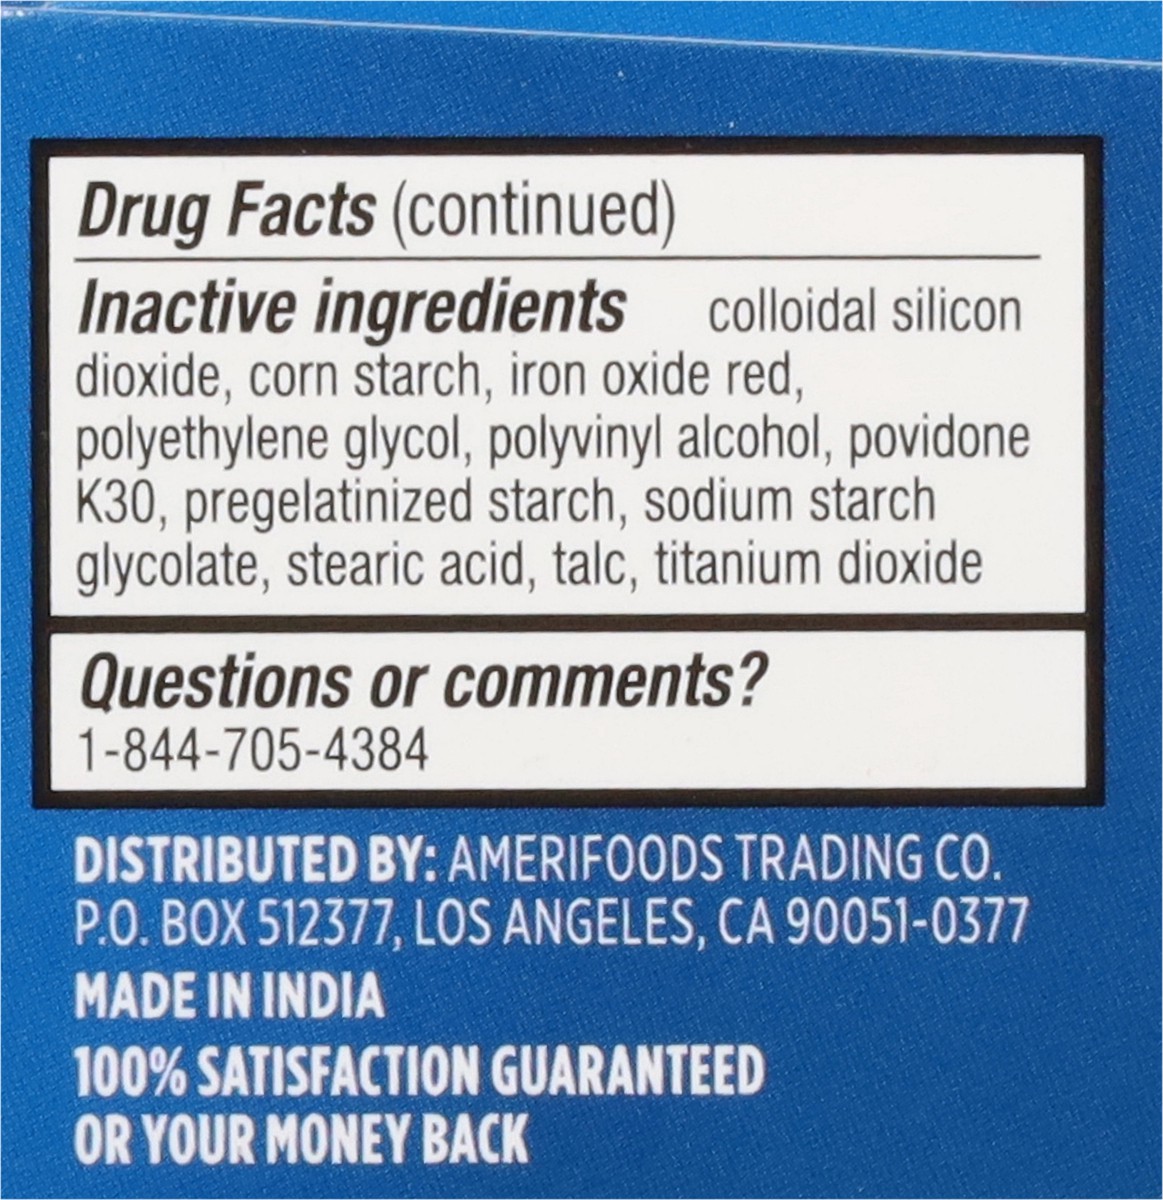 Drug Facts (continued)
Inactive ingredients colloidal silicon
dioxide, corn starch, iron oxide red,
polyethylene glycol, polyvinyl alcohol, povidone
K30, pregelatinized starch, sodium starch
glycolate, stearic acid, talc, titanium dioxide
Questions or comments?
1-844-705-4384
DISTRIBUTED BY: AMERIFOODS TRADING CO.
P.O. BOX 512377, LOS ANGELES, CA 90051-0377
MADE IN INDIA
100% SATISFACTION GUARANTEED
OR YOUR MONEY BACK